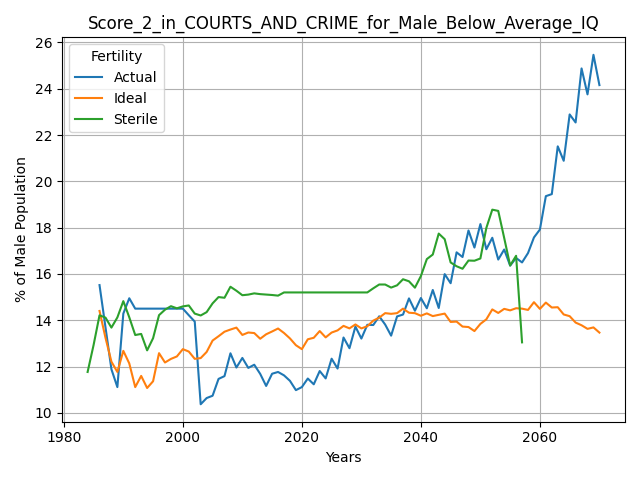 Score_2_in_COURTS_AND_CRIME_for_Male_Below_Average_IQ
26
24
22
20
18
16
14
12
10
% of Male Population
Fertility
Actual
Ideal
Sterile
1980 2000 2020 2040 2060
Years